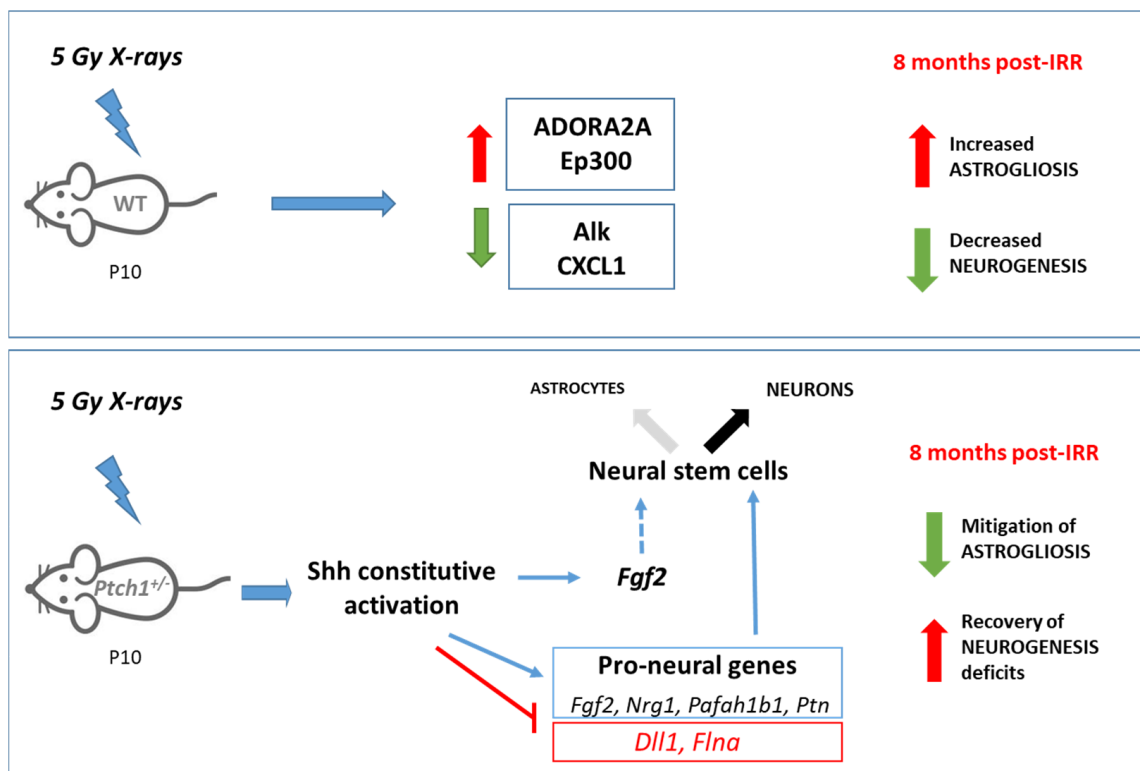 5 Gy X-rays
WT
P10
ADORA2A
Ep300
Alk
CXCL1
8 months post-IRR
Increased
ASTROGLIOSIS
Decreased
NEUROGENESIS
5 Gy X-rays
Ptch1+/-
P10
Shh constitutive
activation
ASTROCYTES
NEURONS
Neural stem cells
Fgf2
Pro-neural genes
Fgf2, Nrg1, Pafah1b1, Ptn
Dll1, Flna
8 months post-IRR
Mitigation of
ASTROGLIOSIS
Recovery of
NEUROGENESIS
deficits